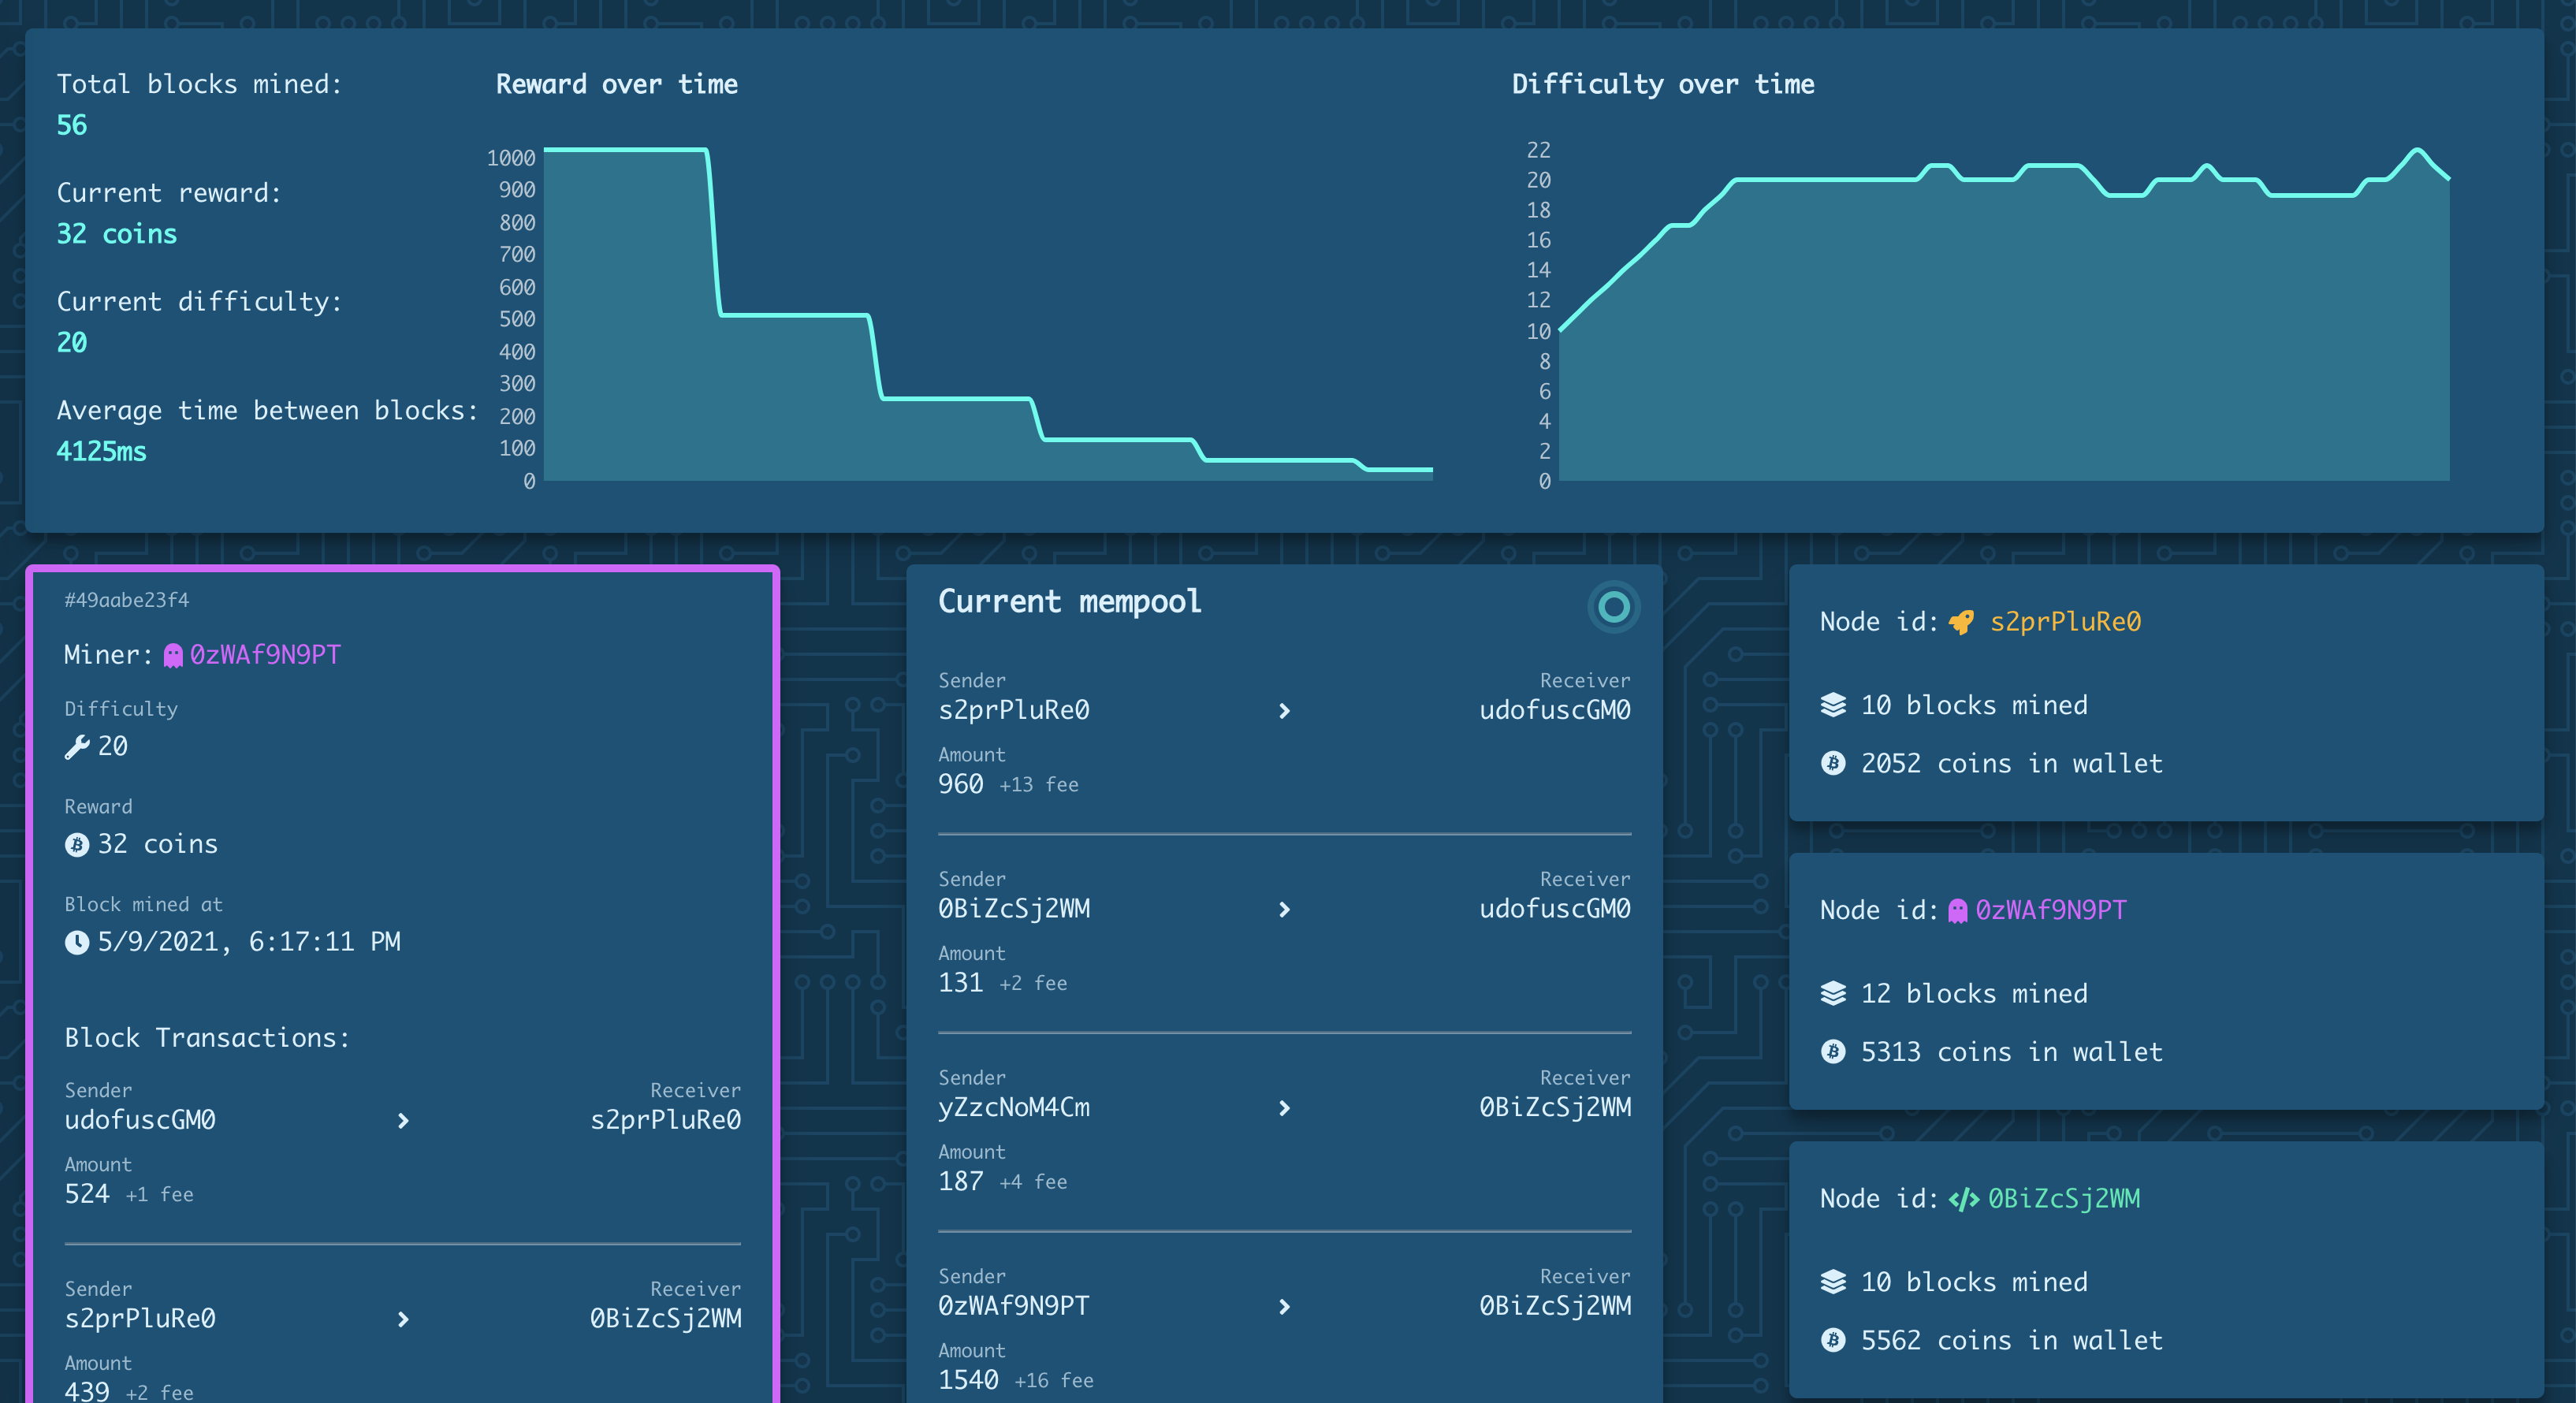 Total blocks mined:
56
Current reward:
32 coins
Current difficulty:
20
Average time between blocks:
4125ms
Reward over time
1000
900
800
700
600
500
400
300
200
100
0
Difficulty over time
22
20
18
16
14
12
10
8
6
4
2
0
#49aabe23f4
Miner: 0zWAf9N9PT
Difficulty
20
Reward
32 coins
Block mined at
5/9/2021, 6:17:11 PM
Block Transactions:
Sender Receiver
udofuscGM0 s2prPluRe0
Amount
524 +1 fee
Sender Receiver
s2prPluRe0 0BiZcSj2WM
Amount
439 +2 fee
Current mempool
Sender Receiver
s2prPluRe0 udofuscGM0
Amount
960 +13 fee
Sender Receiver
0BiZcSj2WM udofuscGM0
Amount
131 +2 fee
Sender Receiver
yZzcNoM4Cm 0BiZcSj2WM
Amount
187 +4 fee
Sender Receiver
0zWAf9N9PT 0BiZcSj2WM
Amount
1540 +16 fee
Node id: s2prPluRe0
10 blocks mined
2052 coins in wallet
Node id: 0zWAf9N9PT
12 blocks mined
5313 coins in wallet
Node id: 0BiZcSj2WM
10 blocks mined
5562 coins in wallet